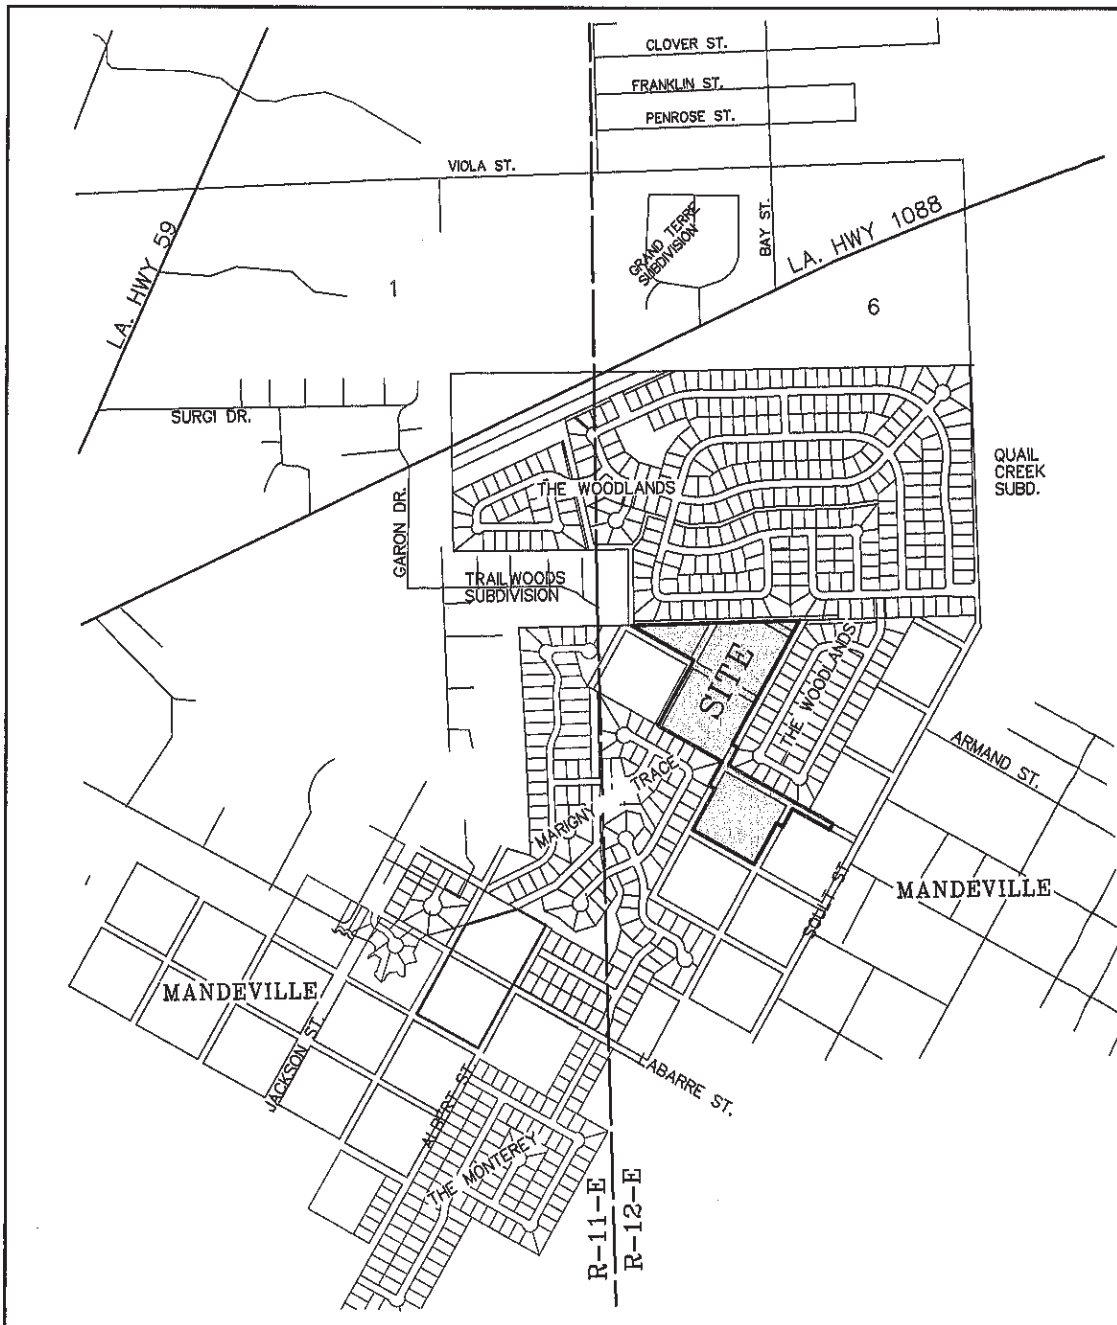 CLOVER ST.
FRANKLIN ST.
PENROSE ST.
VIOLA ST.
BAY ST.
GRAND TERRE
SUBDIVISION
LA. HWY 1088
LA. HWY 59
1
6
SURGI DR.
QUAIL
CREEK
SUBD.
THE WOODLANDS
GARON DR.
TRAILWOODS
SUBDIVISION
SITE
THE WOODLANDS
ARMAND ST.
MARIGNY TRACE
MANDEVILLE
SOULT ST.
MANDEVILLE
JACKSON ST.
LABARRE ST.
ALBERT ST.
THE MONTEREY
R-11-E
R-12-E